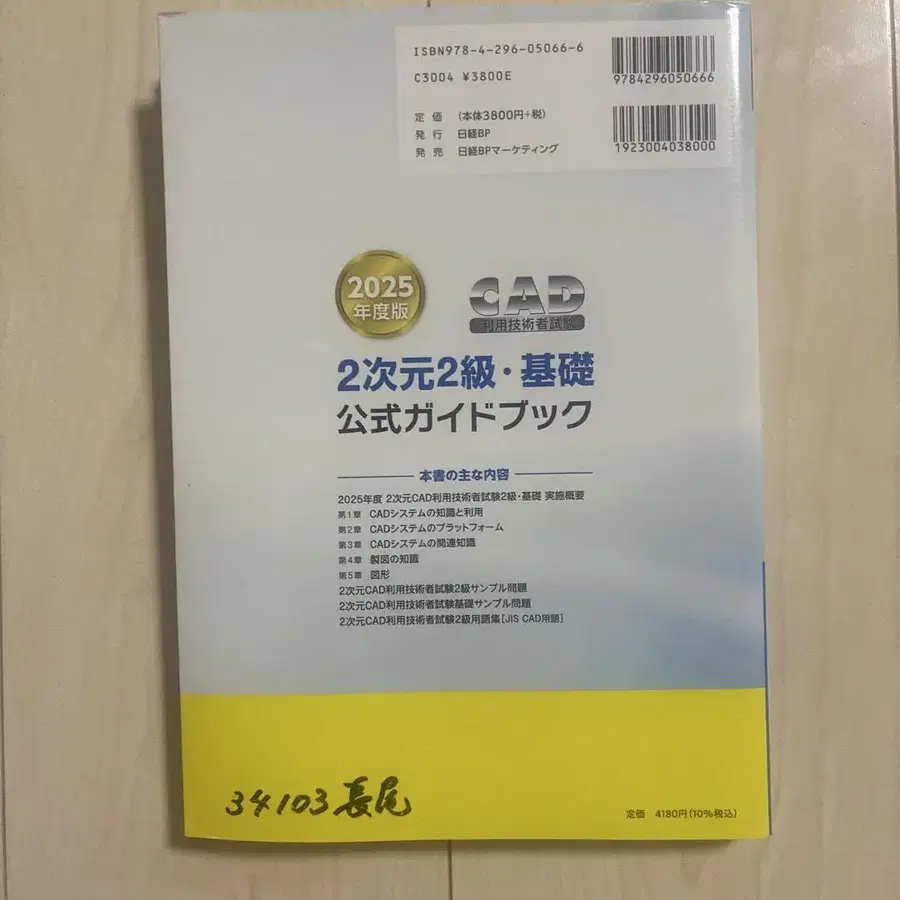 ISBN978-4-296-05066-6
C3004 ¥3800E
9784296050666
定 価 (本体3800円+税)
発 行 日経BP
発 売 日経BPマーケティング
1923004038000
2025
年度版
CAD
利用技術者試験
2次元2級・基礎
公式ガイドブック
本書の主な内容
2025年度 2次元CAD利用技術者試験2級・基礎 実施概要
第1章 CADシステムの知識と利用
第2章 CADシステムのプラットフォーム
第3章 CADシステムの関連知識
第4章 製図の知識
第5章 図形
2次元CAD利用技術者試験2級サンプル問題
2次元CAD利用技術者試験基礎サンプル問題
2次元CAD利用技術者試験2級用語集[JIS CAD用語]
34103長尾
定価 4180円(10%税込)